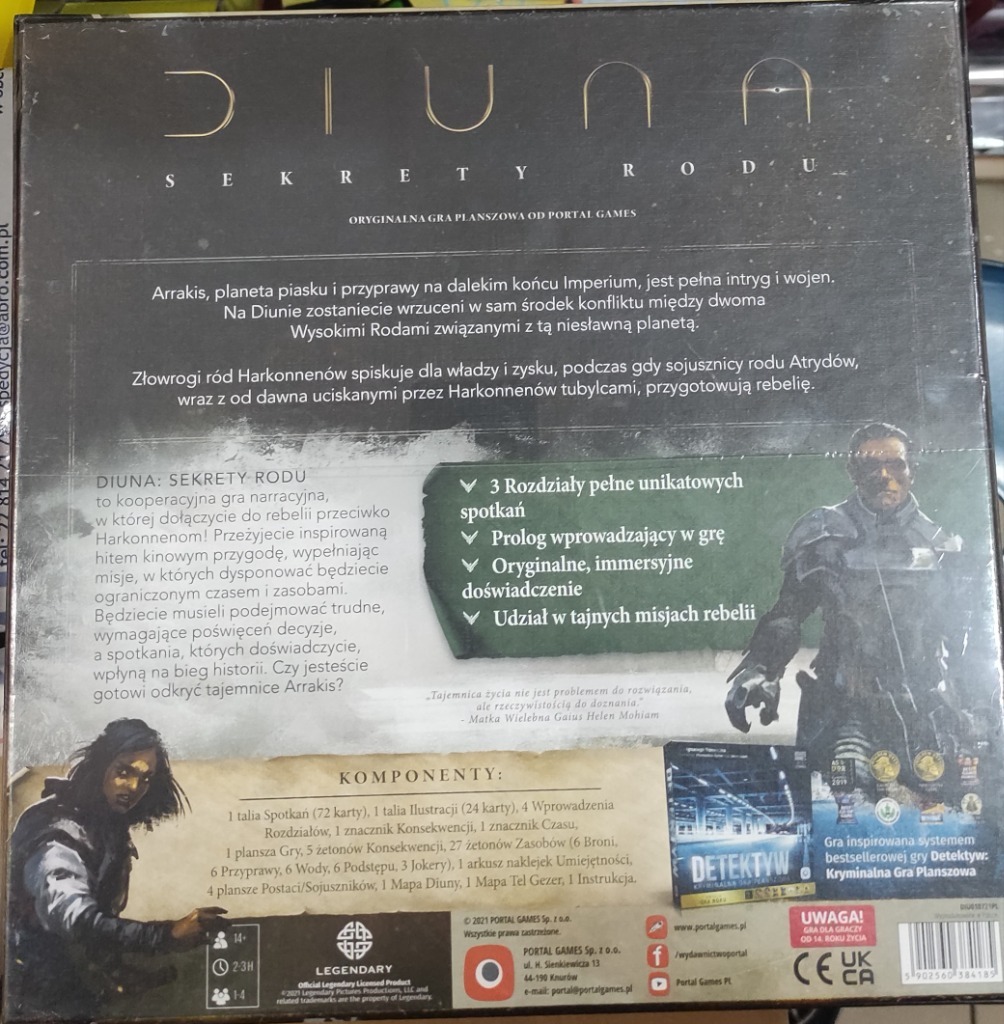 DIUNA
SEKRETY RODU
ORYGINALNA GRA PLANSZOWA OD PORTAL GAMES
Arrakis, planeta piasku i przyprawy na dalekim końcu Imperium, jest pełna intryg i wojen.
Na Diunie zostaniecie wrzuceni w sam środek konfliktu między dwoma
Wysokimi Rodami związanymi z tą niesławną planetą.
Złowrogi ród Harkonnenów spiskuje dla władzy i zysku, podczas gdy sojusznicy rodu Atrydów,
wraz z od dawna uciskanymi przez Harkonnenów tubylcami, przygotowują rebelię.
DIUNA: SEKRETY RODU
to kooperacyjna gra narracyjna,
w której dołączycie do rebelii przeciwko
Harkonnenom! Przeżyjecie inspirowaną
hitem kinowym przygodę, wypełniając
misje, w których dysponować będziecie
ograniczonym czasem i zasobami.
Będziecie musieli podejmować trudne,
wymagające poświęceń decyzje,
a spotkania, których doświadczycie,
wpłyną na bieg historii. Czy jesteście
gotowi odkryć tajemnice Arrakis?
3 Rozdziały pełne unikatowych
spotkań
Prolog wprowadzający w grę
Oryginalne, immersyjne
doświadczenie
Udział w tajnych misjach rebelii
„Tajemnica życia nie jest problemem do rozwiązania,
ale rzeczywistością do doznania."
- Matka Wielebna Gaius Helen Mohiam
KOMPONENTY:
1 talia Spotkań (72 karty), 1 talia Ilustracji (24 karty), 4 Wprowadzenia
Rozdziałów, 1 znacznik Konsekwencji, 1 znacznik Czasu,
1 plansza Gry, 5 żetonów Konsekwencji, 27 żetonów Zasobów (6 Broni,
6 Przyprawy, 6 Wody, 6 Podstępu, 3 Jokery), 1 arkusz naklejek Umiejętności,
4 plansze Postaci/Sojuszników, 1 Mapa Diuny, 1 Mapa Tel Gezer, 1 Instrukcja.
DETEKTYW
Gra inspirowana systemem
bestsellerowej gry Detektyw:
Kryminalna Gra Planszowa
14+
2-3H
1-4
LEGENDARY
Official Legendary Licensed Product
©2021 Legendary Pictures Productions, LLC and
related trademarks are the property of Legendary.
© 2021 PORTAL GAMES Sp. z o.o.
Wszystkie prawa zastrzeżone.
PORTAL GAMES Sp. z o.o.
ul. H. Sienkiewicza 13
44-190 Knurów
e-mail: portal@portalgames.pl
www.portalgames.pl
/wydawnictwoportal
Portal Games PL
UWAGA!
GRA DLA GRACZY
OD 14. ROKU ŻYCIA
CE UK
CA
5 902560 384185